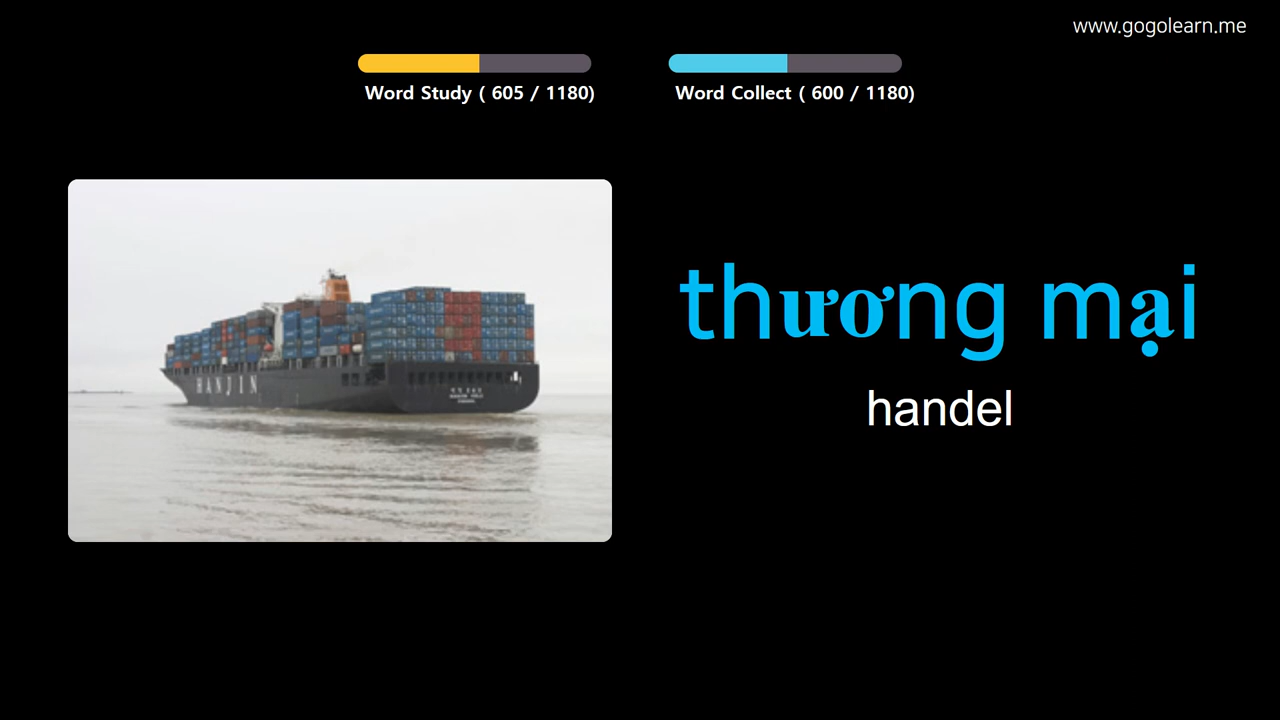 www.gogolearn.me
Word Study ( 605 / 1180)
Word Collect ( 600 / 1180)
HANJIN
thương mại
handel